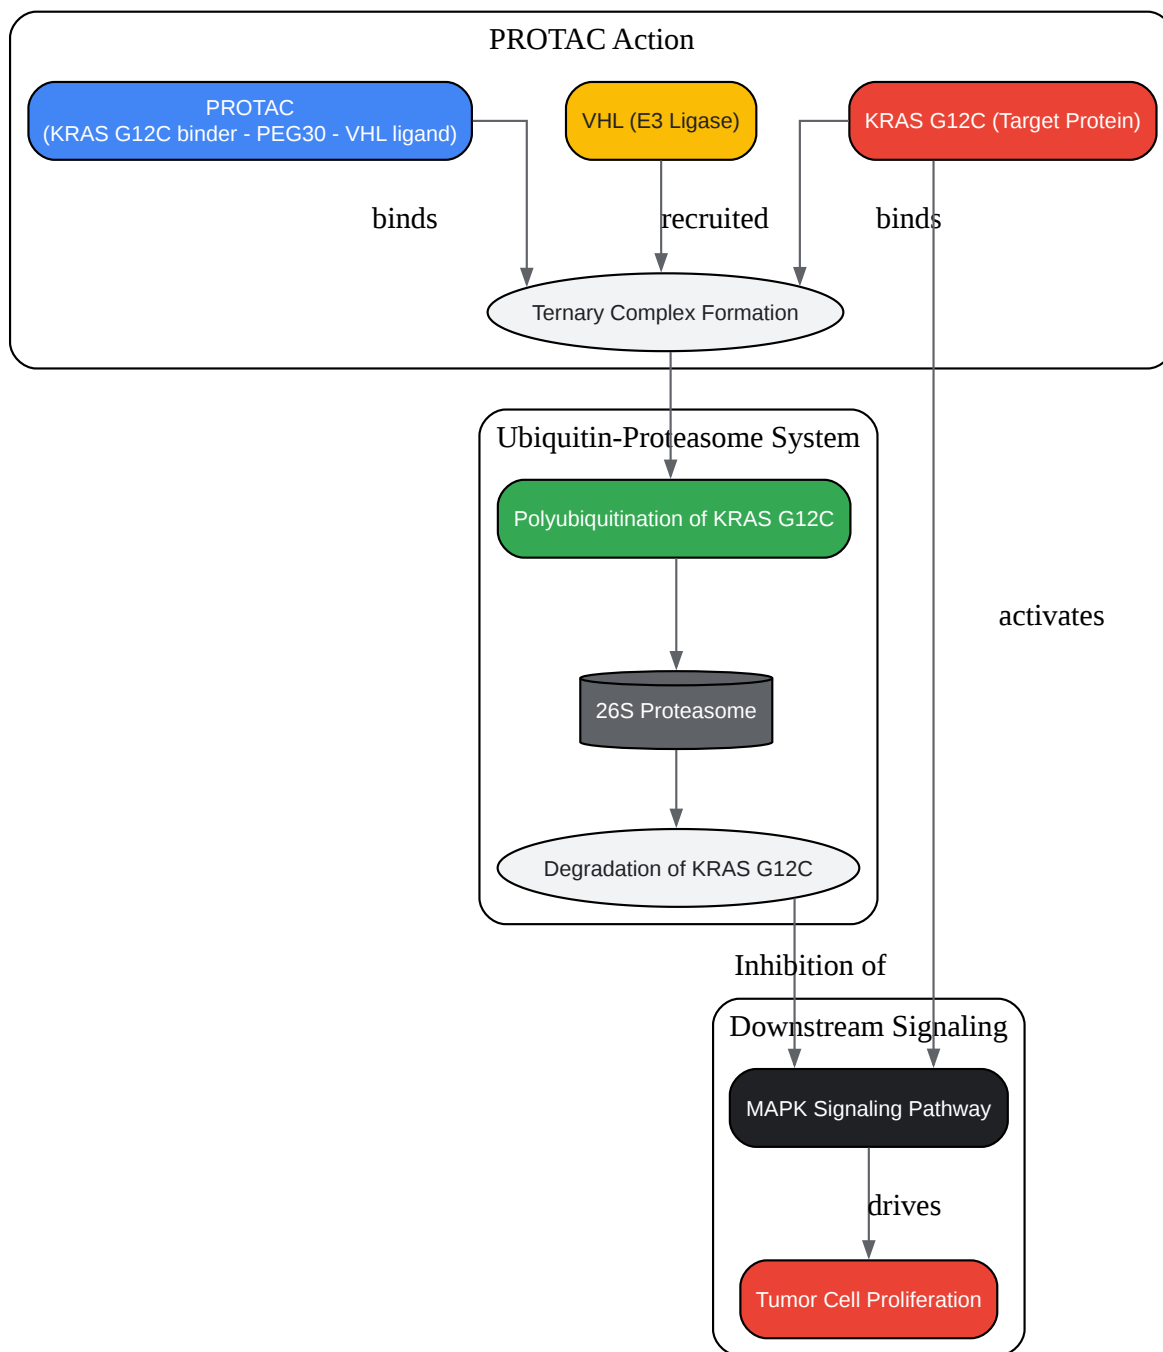 PROTAC Action
PROTAC
(KRAS G12C binder - PEG30 - VHL ligand)
VHL (E3 Ligase)
KRAS G12C (Target Protein)
binds
recruited
binds
Ternary Complex Formation
Ubiquitin-Proteasome System
Polyubiquitination of KRAS G12C
activates
26S Proteasome
Degradation of KRAS G12C
Inhibition of
Downstream Signaling
MAPK Signaling Pathway
drives
Tumor Cell Proliferation